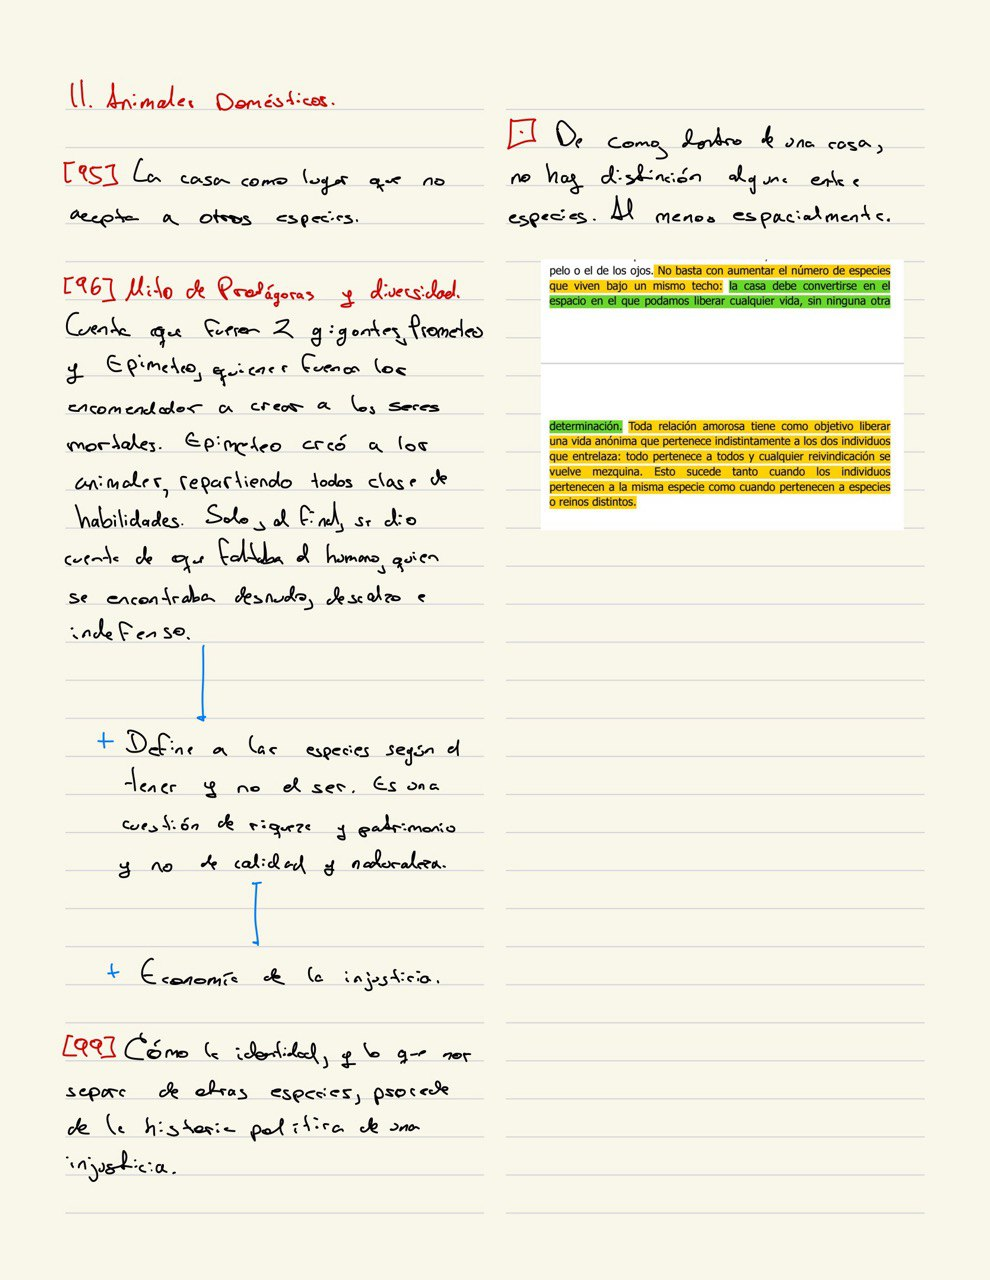 11. Animales Domésticos.
[95] La casa como lugar que no
acepta a otras especies.
[96] Mito de Protágoras y diversidad.
Cuenta que fueron 2 gigantes, Prometeo
y Epimeteo, quienes fueron los
encomendados a crear a los seres
mortales. Epimeteo creó a los
animales, repartiendo todos clase de
habilidades. Solo, al final, se dio
cuenta de que faltaba el humano, quien
se encontraba desnudo, descalzo e
indefenso.
+ Define a las especies según el
tener y no el ser. Es una
cuestión de riqueza y patrimonio
y no de calidad y naturaleza.
+ Economía de la injusticia.
[99] Cómo la identidad, y lo que nos
separa de otras especies, procede
de la historia política de una
injusticia.
De como, dentro de una casa,
no hay distinción alguna entre
especies. Al menos espacialmente.
pelo o el de los ojos. No basta con aumentar el número de especies
que viven bajo un mismo techo: la casa debe convertirse en el
espacio en el que podamos liberar cualquier vida, sin ninguna otra
determinación. Toda relación amorosa tiene como objetivo liberar
una vida anónima que pertenece indistintamente a los dos individuos
que entrelaza: todo pertenece a todos y cualquier reivindicación se
vuelve mezquina. Esto sucede tanto cuando los individuos
pertenecen a la misma especie como cuando pertenecen a especies
o reinos distintos.